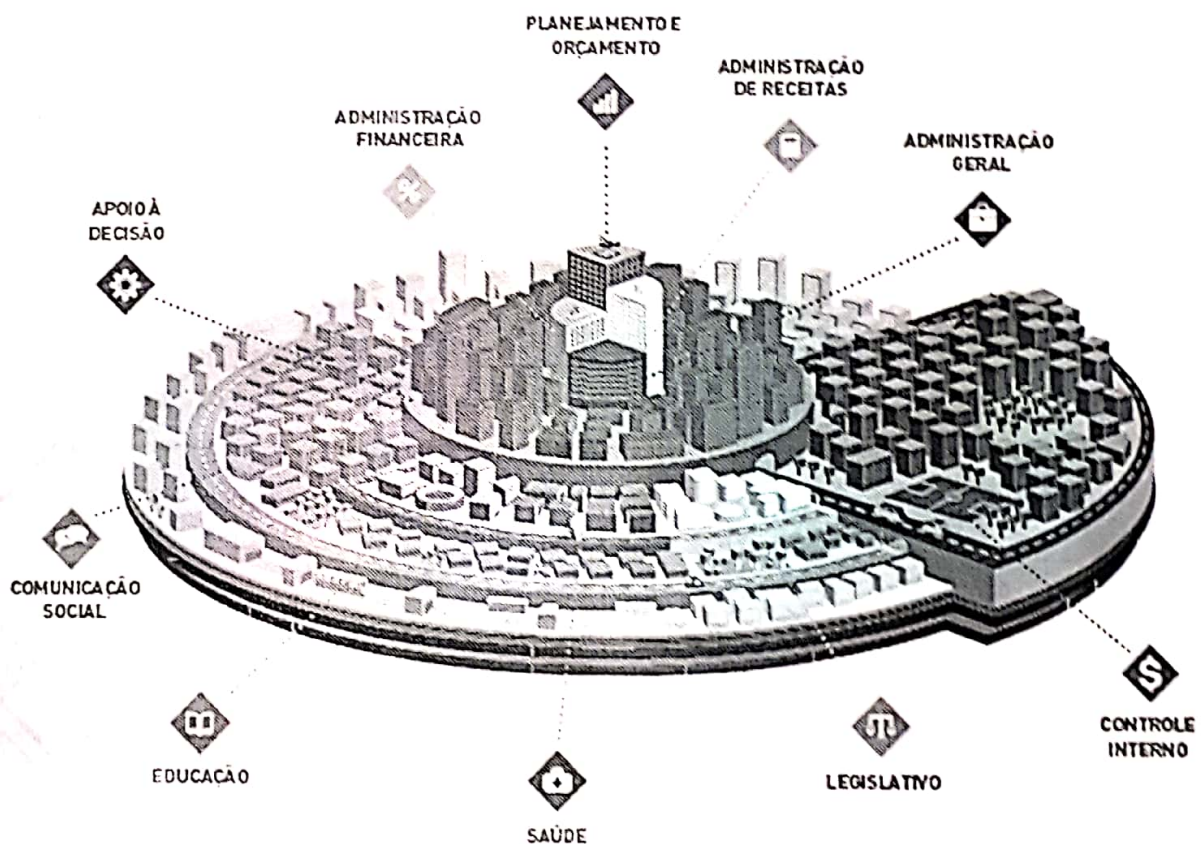 PLANEJAMENTO E
ORÇAMENTO
ADMINISTRAÇÃO
DE RECEITAS
ADMINISTRAÇÃO
FINANCEIRA
ADMINISTRAÇÃO
GERAL
APOIO À
DECISÃO
COMUNICAÇÃO
SOCIAL
EDUCAÇÃO
SAÚDE
LEGISLATIVO
CONTROLE
INTERNO